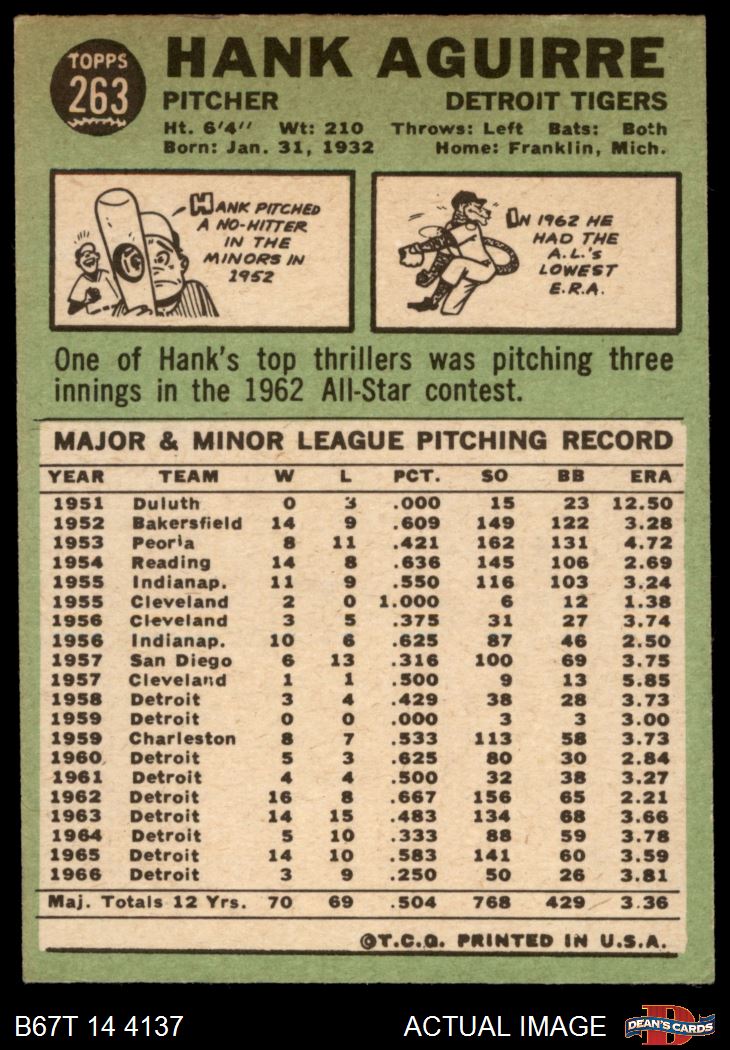 TOPPS
263
HANK AGUIRRE
PITCHER DETROIT TIGERS
Ht. 6'4" Wt: 210 Throws: Left Bats: Both
Born: Jan. 31, 1932 Home: Franklin, Mich.
HANK PITCHED
A NO-HITTER
IN THE
MINORS IN
1952
IN 1962 HE
HAD THE
A.L.'S
LOWEST
E.R.A.
One of Hank's top thrillers was pitching three
innings in the 1962 All-Star contest.
MAJOR & MINOR LEAGUE PITCHING RECORD
YEAR TEAM W L PCT. SO BB ERA
1951 Duluth 0 3 .000 15 23 12.50
1952 Bakersfield 14 9 .609 149 122 3.28
1953 Peoria 8 11 .421 162 131 4.72
1954 Reading 14 8 .636 145 106 2.69
1955 Indianap. 11 9 .550 116 103 3.24
1955 Cleveland 2 0 1.000 6 12 1.38
1956 Cleveland 3 5 .375 31 27 3.74
1956 Indianap. 10 6 .625 87 46 2.50
1957 San Diego 6 13 .316 100 69 3.75
1957 Cleveland 1 1 .500 9 13 5.85
1958 Detroit 3 4 .429 38 28 3.73
1959 Detroit 0 0 .000 3 3 3.00
1959 Charleston 8 7 .533 113 58 3.73
1960 Detroit 5 3 .625 80 30 2.84
1961 Detroit 4 4 .500 32 38 3.27
1962 Detroit 16 8 .667 156 65 2.21
1963 Detroit 14 15 .483 134 68 3.66
1964 Detroit 5 10 .333 88 59 3.78
1965 Detroit 14 10 .583 141 60 3.59
1966 Detroit 3 9 .250 50 26 3.81
Maj. Totals 12 Yrs. 70 69 .504 768 429 3.36
©T.C.G. PRINTED IN U.S.A.
B67T 14 4137 ACTUAL IMAGE
D
DEAN'S CARDS